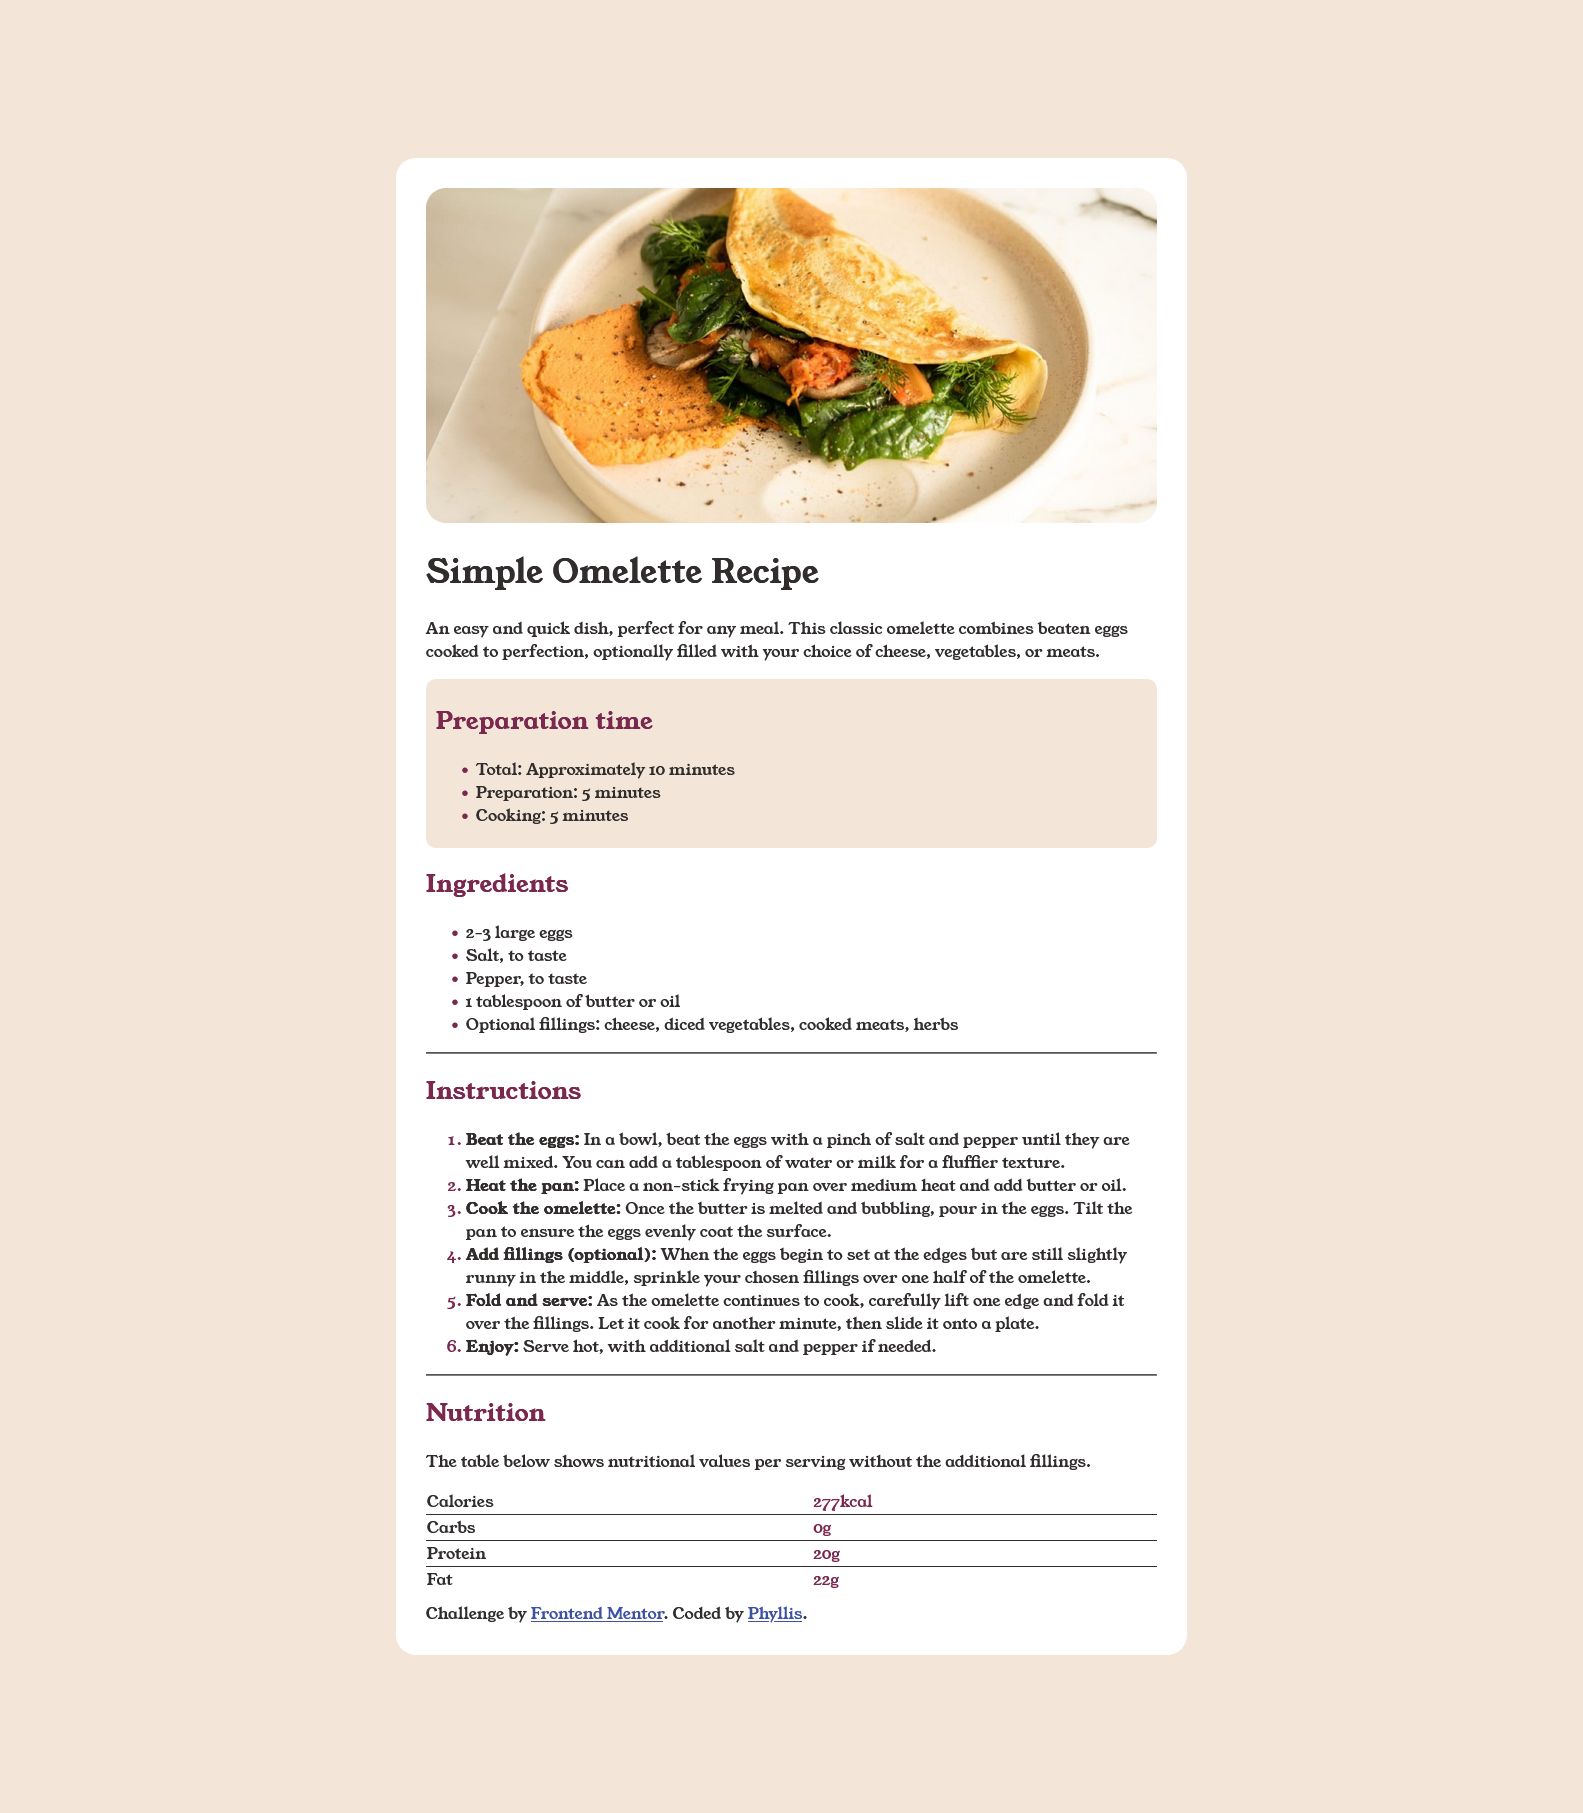 Simple Omelette Recipe
An easy and quick dish, perfect for any meal. This classic omelette combines beaten eggs
cooked to perfection, optionally filled with your choice of cheese, vegetables, or meats.
Preparation time
• Total: Approximately 10 minutes
• Preparation: 5 minutes
• Cooking: 5 minutes
Ingredients
• 2-3 large eggs
• Salt, to taste
• Pepper, to taste
• 1 tablespoon of butter or oil
• Optional fillings: cheese, diced vegetables, cooked meats, herbs
Instructions
1. Beat the eggs: In a bowl, beat the eggs with a pinch of salt and pepper until they are
well mixed. You can add a tablespoon of water or milk for a fluffier texture.
2. Heat the pan: Place a non-stick frying pan over medium heat and add butter or oil.
3. Cook the omelette: Once the butter is melted and bubbling, pour in the eggs. Tilt the
pan to ensure the eggs evenly coat the surface.
4. Add fillings (optional): When the eggs begin to set at the edges but are still slightly
runny in the middle, sprinkle your chosen fillings over one half of the omelette.
5. Fold and serve: As the omelette continues to cook, carefully lift one edge and fold it
over the fillings. Let it cook for another minute, then slide it onto a plate.
6. Enjoy: Serve hot, with additional salt and pepper if needed.
Nutrition
The table below shows nutritional values per serving without the additional fillings.
Calories 277kcal
Carbs 0g
Protein 20g
Fat 22g
Challenge by Frontend Mentor. Coded by Phyllis.